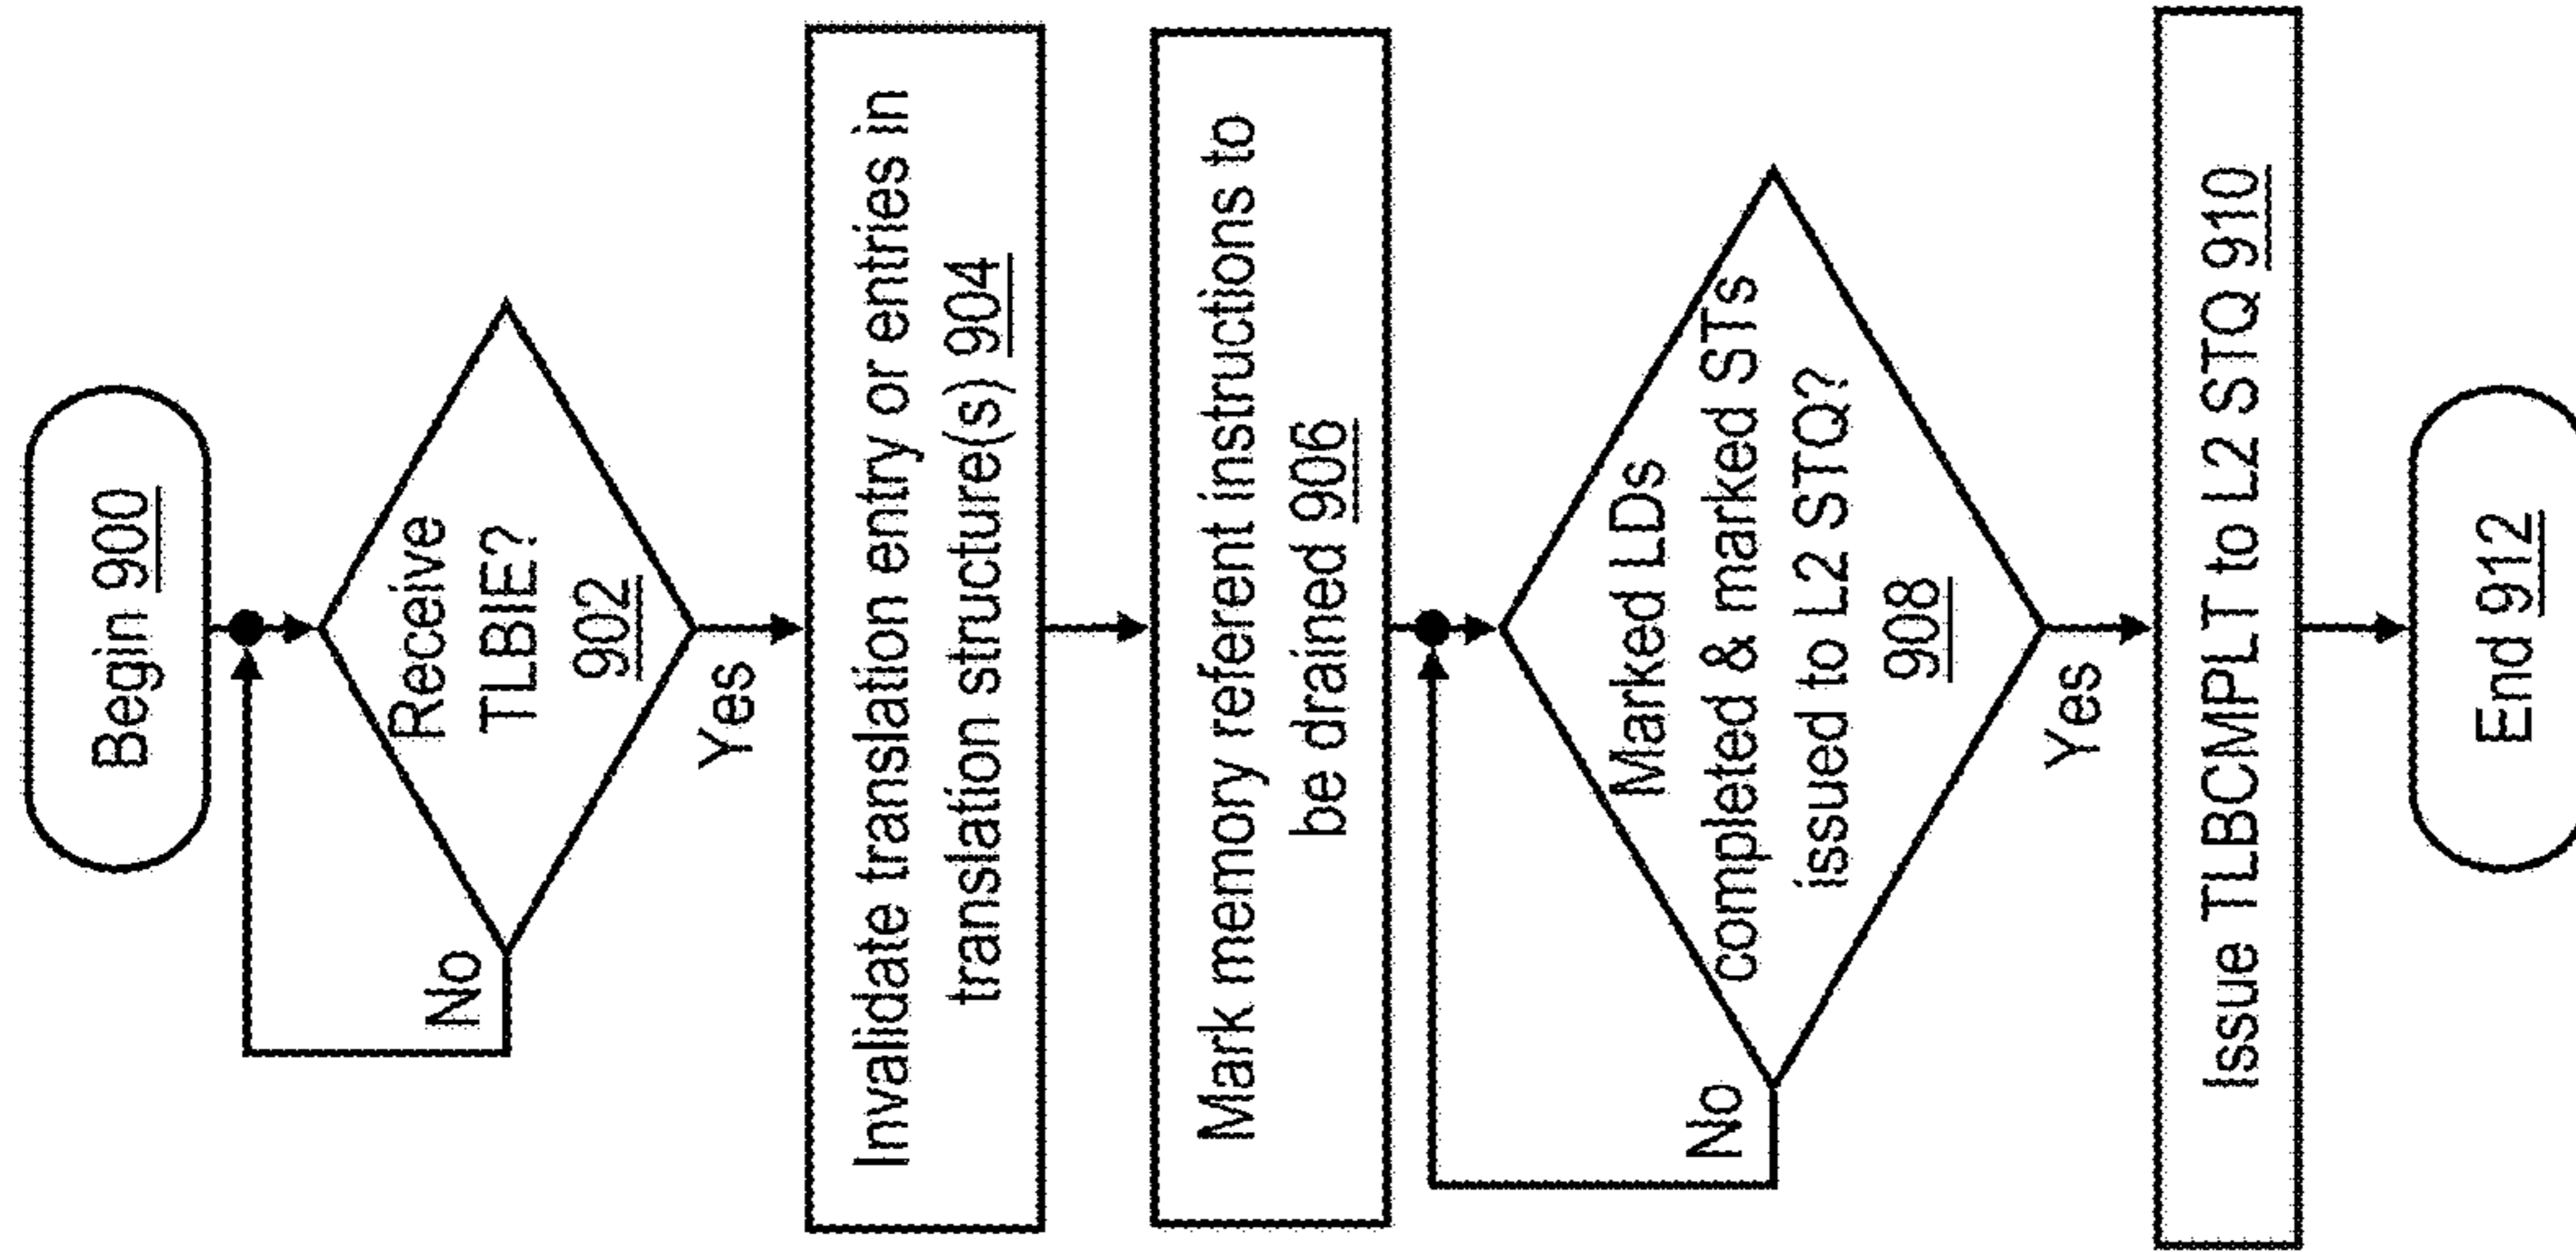 Begin 900
Receive
TLBIE?
902
No
Yes
Invalidate translation entry or entries in
translation structure(s) 904
Mark memory referent instructions to
be drained 906
Marked LDs
completed & marked STs
issued to L2 STQ?
908
No
Yes
Issue TLBCMPLT to L2 STQ 910
End 912